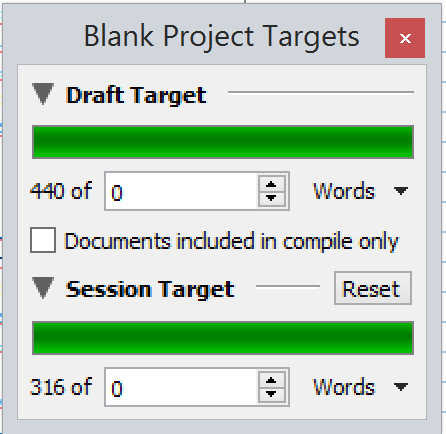 Blank Project Targets
x
Draft Target
440 of 0 Words
Documents included in compile only
Session Target Reset
316 of 0 Words